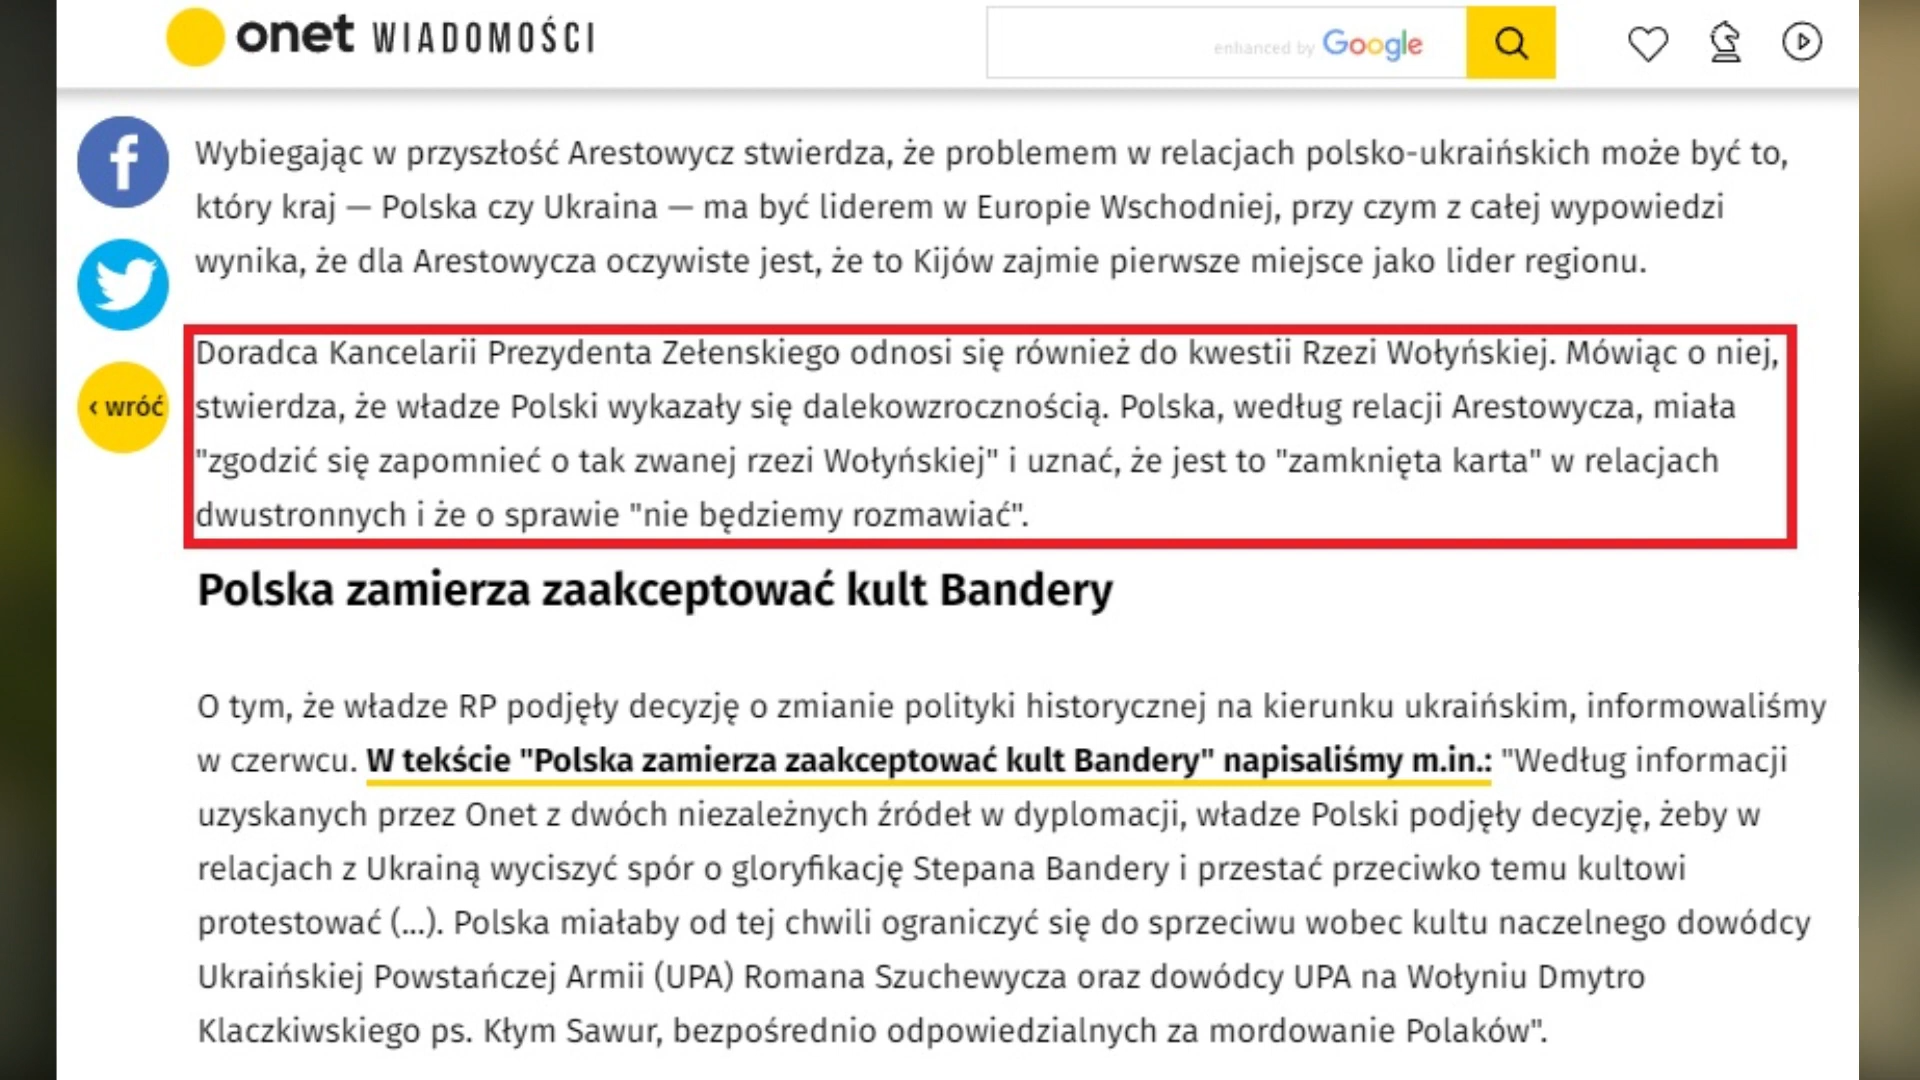 onet WIADOMOŚCI
enhanced by Google
Wybiegając w przyszłość Arestowycz stwierdza, że problemem w relacjach polsko-ukraińskich może być to,
który kraj — Polska czy Ukraina — ma być liderem w Europie Wschodniej, przy czym z całej wypowiedzi
wynika, że dla Arestowycza oczywiste jest, że to Kijów zajmie pierwsze miejsce jako lider regionu.
Doradca Kancelarii Prezydenta Zełenskiego odnosi się również do kwestii Rzezi Wołyńskiej. Mówiąc o niej,
‹ wróć
stwierdza, że władze Polski wykazały się dalekowzrocznością. Polska, według relacji Arestowycza, miała
"zgodzić się zapomnieć o tak zwanej rzezi Wołyńskiej" i uznać, że jest to "zamknięta karta" w relacjach
dwustronnych i że o sprawie "nie będziemy rozmawiać".
Polska zamierza zaakceptować kult Bandery
O tym, że władze RP podjęły decyzję o zmianie polityki historycznej na kierunku ukraińskim, informowaliśmy
w czerwcu. W tekście "Polska zamierza zaakceptować kult Bandery" napisaliśmy m.in.: "Według informacji
uzyskanych przez Onet z dwóch niezależnych źródeł w dyplomacji, władze Polski podjęły decyzję, żeby w
relacjach z Ukrainą wyciszyć spór o gloryfikację Stepana Bandery i przestać przeciwko temu kultowi
protestować (...). Polska miałaby od tej chwili ograniczyć się do sprzeciwu wobec kultu naczelnego dowódcy
Ukraińskiej Powstańczej Armii (UPA) Romana Szuchewycza oraz dowódcy UPA na Wołyniu Dmytro
Klaczkiwskiego ps. Kłym Sawur, bezpośrednio odpowiedzialnych za mordowanie Polaków".